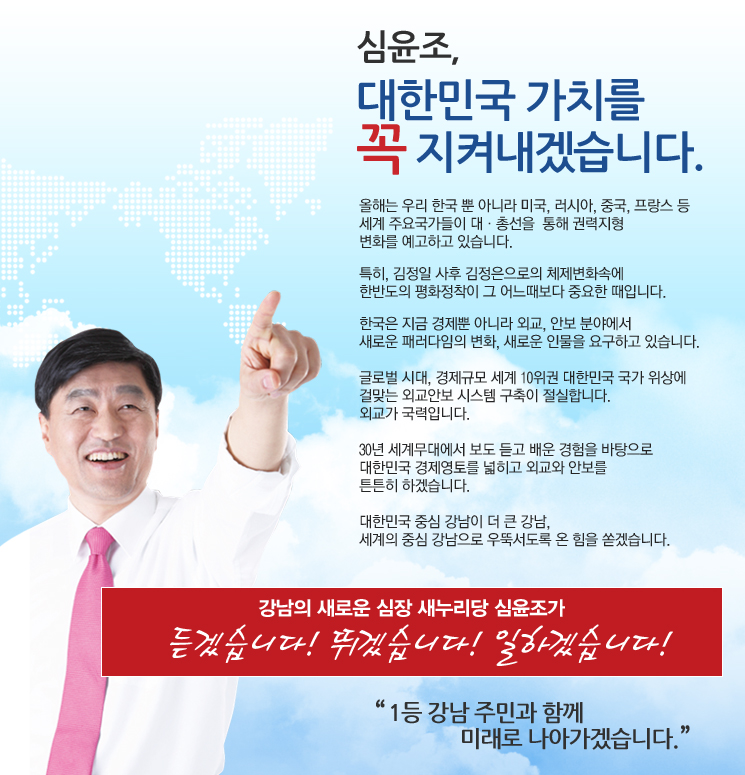 심윤조,
대한민국 가치를
꼭 지켜내겠습니다.
올해는 우리 한국 뿐 아니라 미국, 러시아, 중국, 프랑스 등
세계 주요국가들이 대·총선을 통해 권력지형
변화를 예고하고 있습니다.
특히, 김정일 사후 김정은으로의 체제변화속에
한반도의 평화정착이 그 어느때보다 중요한 때입니다.
한국은 지금 경제뿐 아니라 외교, 안보 분야에서
새로운 패러다임의 변화, 새로운 인물을 요구하고 있습니다.
글로벌 시대, 경제규모 세계 10위권 대한민국 국가 위상에
걸맞는 외교안보 시스템 구축이 절실합니다.
외교가 국력입니다.
30년 세계무대에서 보도 듣고 배운 경험을 바탕으로
대한민국 경제영토를 넓히고 외교와 안보를
튼튼히 하겠습니다.
대한민국 중심 강남이 더 큰 강남,
세계의 중심 강남으로 우뚝서도록 온 힘을 쏟겠습니다.
강남의 새로운 심장 새누리당 심윤조가
듣겠습니다! 뛰겠습니다! 일하겠습니다!
“ 1등 강남 주민과 함께
미래로 나아가겠습니다.”